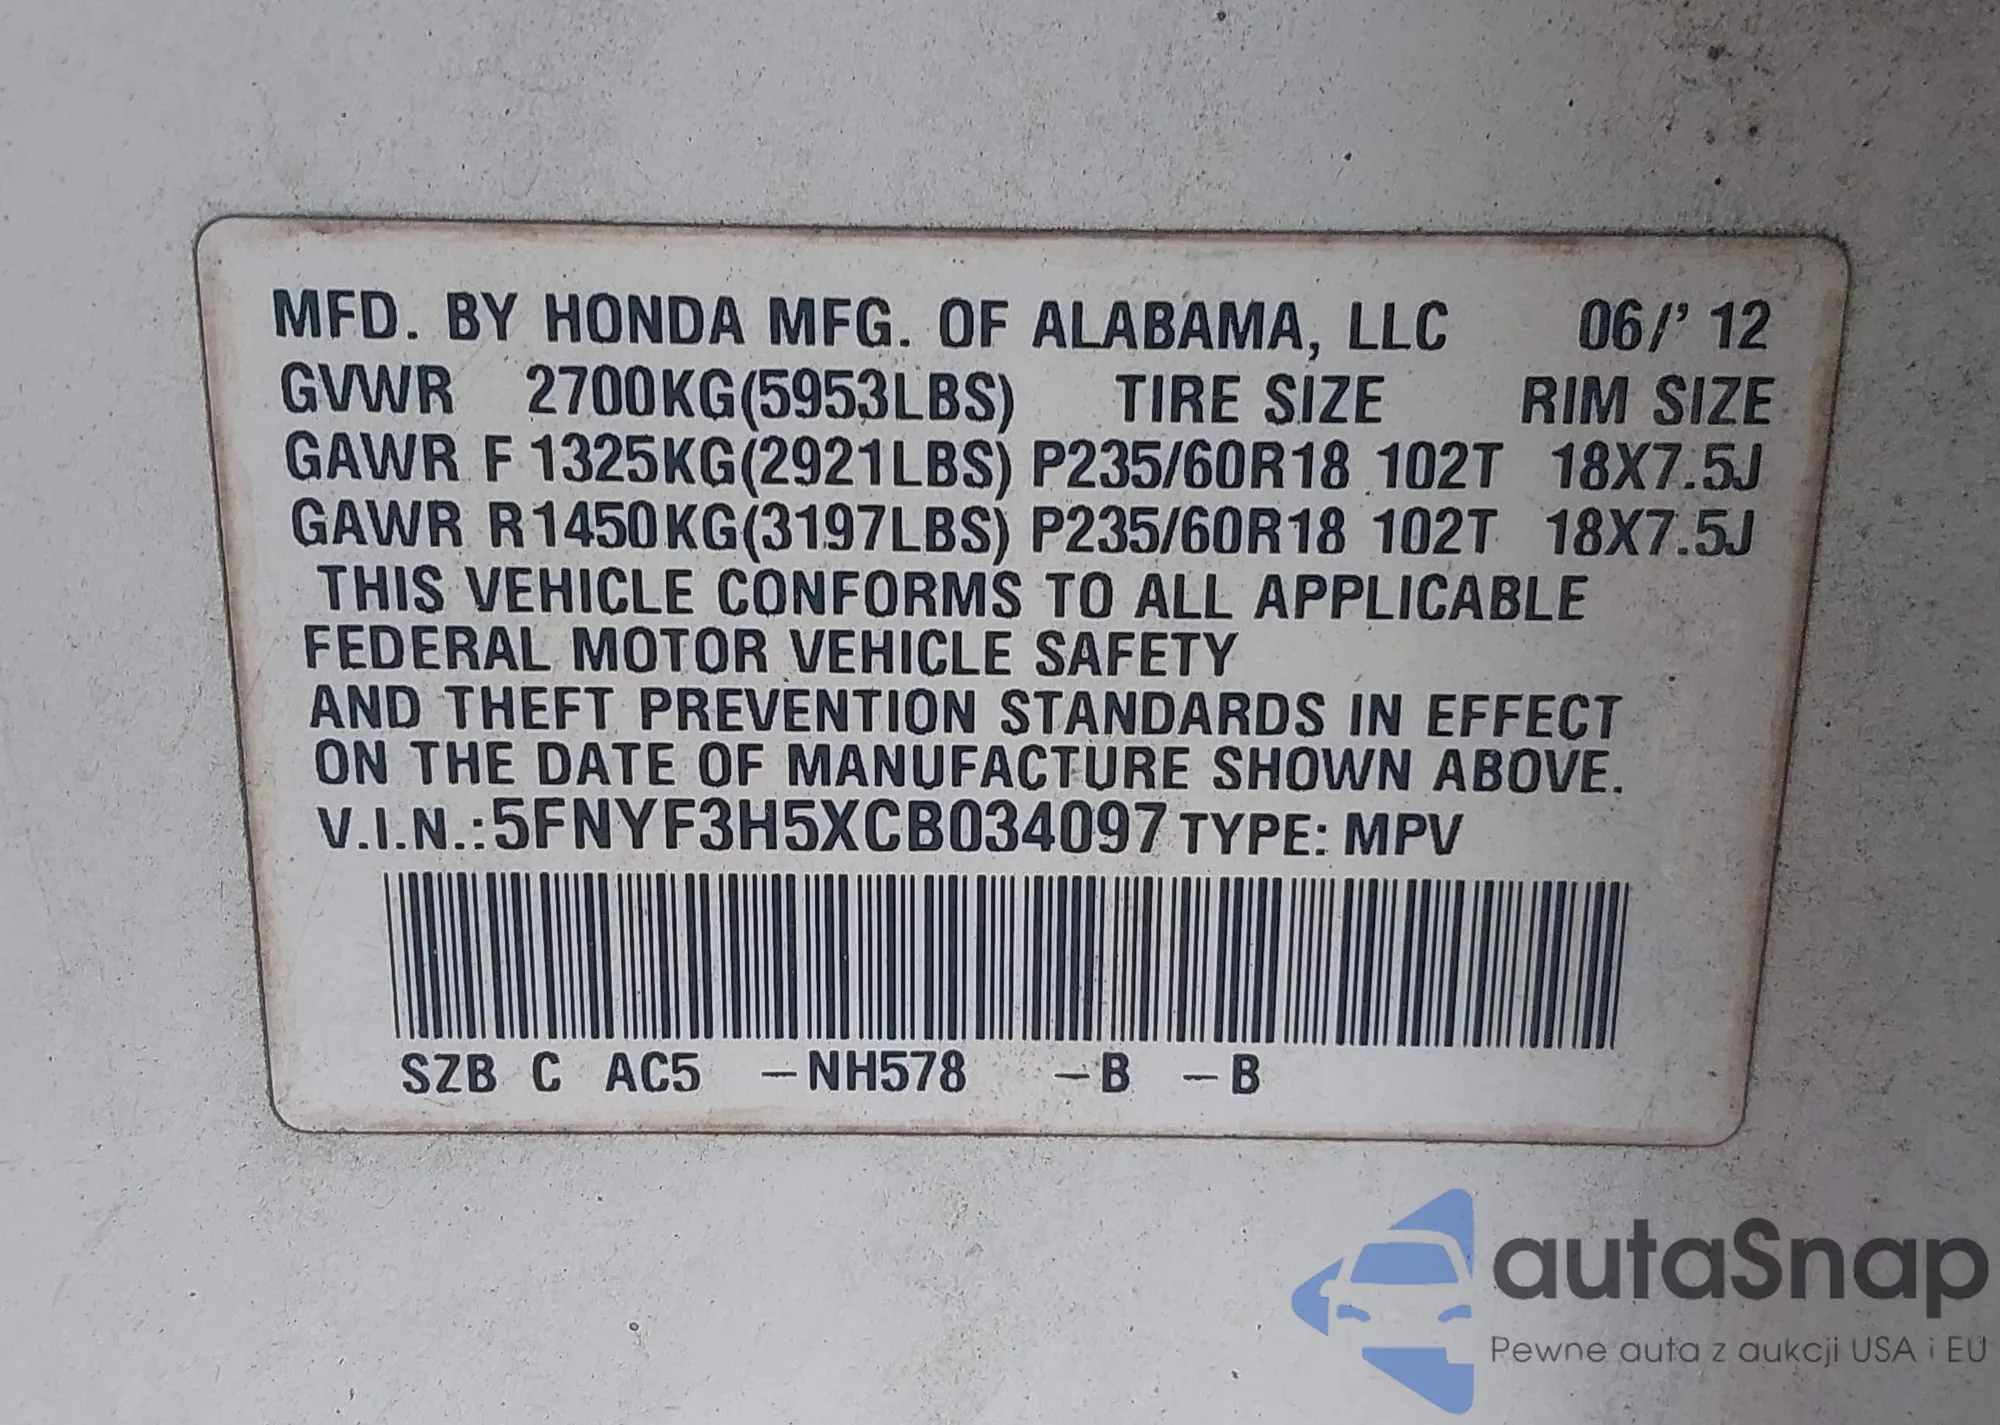 MFD. BY HONDA MFG. OF ALABAMA, LLC 06/' 12
GVWR 2700KG(5953LBS) TIRE SIZE RIM SIZE
GAWR F 1325KG(2921LBS) P235/60R18 102T 18X7.5J
GAWR R1450KG(3197LBS) P235/60R18 102T 18X7.5J
THIS VEHICLE CONFORMS TO ALL APPLICABLE
FEDERAL MOTOR VEHICLE SAFETY
AND THEFT PREVENTION STANDARDS IN EFFECT
ON THE DATE OF MANUFACTURE SHOWN ABOVE.
V.I.N.:5FNYF3H5XCB034097 TYPE: MPV
SZB C AC5 –NH578 –B –B
autaSnap
Pewne auta z aukcji USA i EU